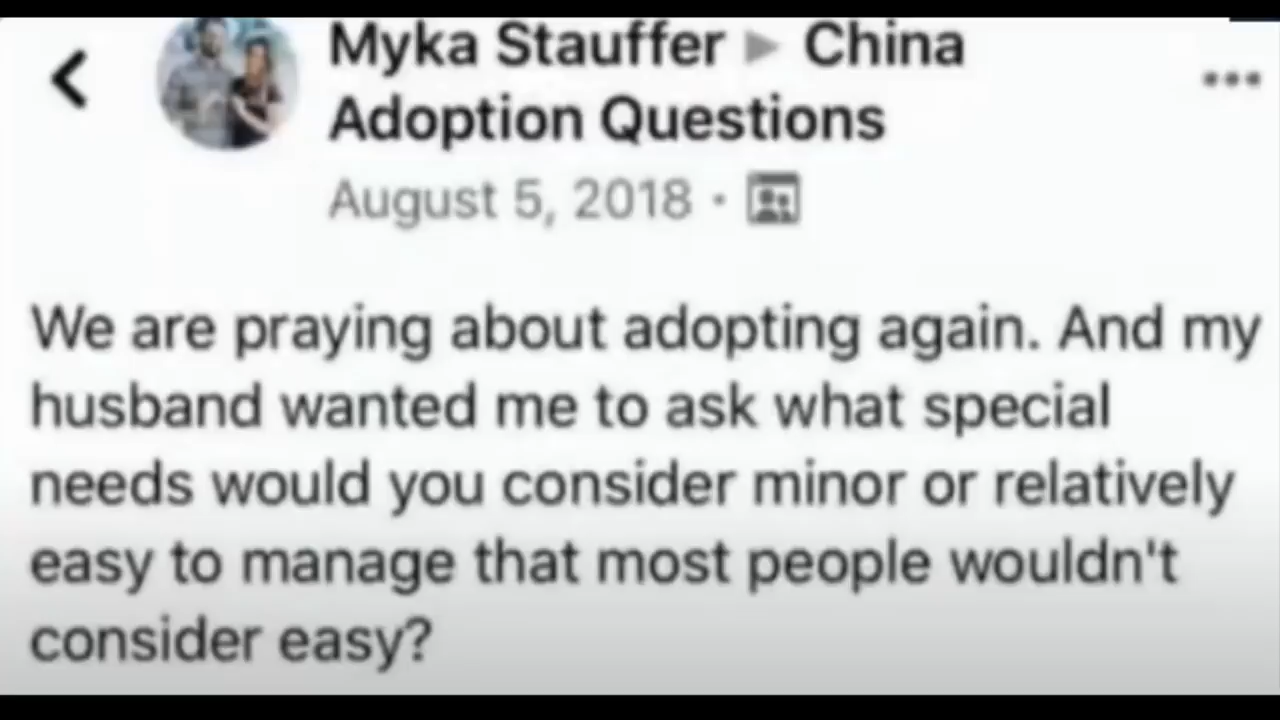 Myka Stauffer ▸ China
Adoption Questions
August 5, 2018 ·
We are praying about adopting again. And my
husband wanted me to ask what special
needs would you consider minor or relatively
easy to manage that most people wouldn't
consider easy?